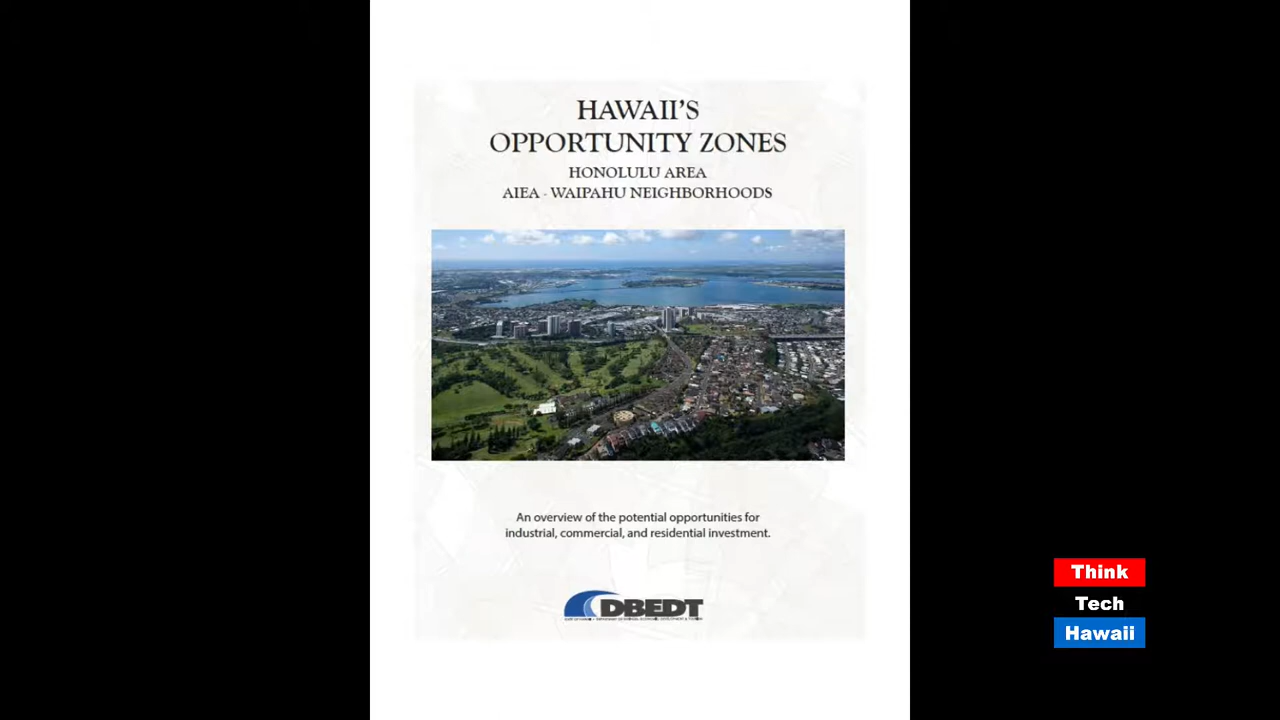 HAWAII'S
OPPORTUNITY ZONES
HONOLULU AREA
AIEA - WAIPAHU NEIGHBORHOODS
An overview of the potential opportunities for
industrial, commercial, and residential investment.
DBEDT
Think
Tech
Hawaii